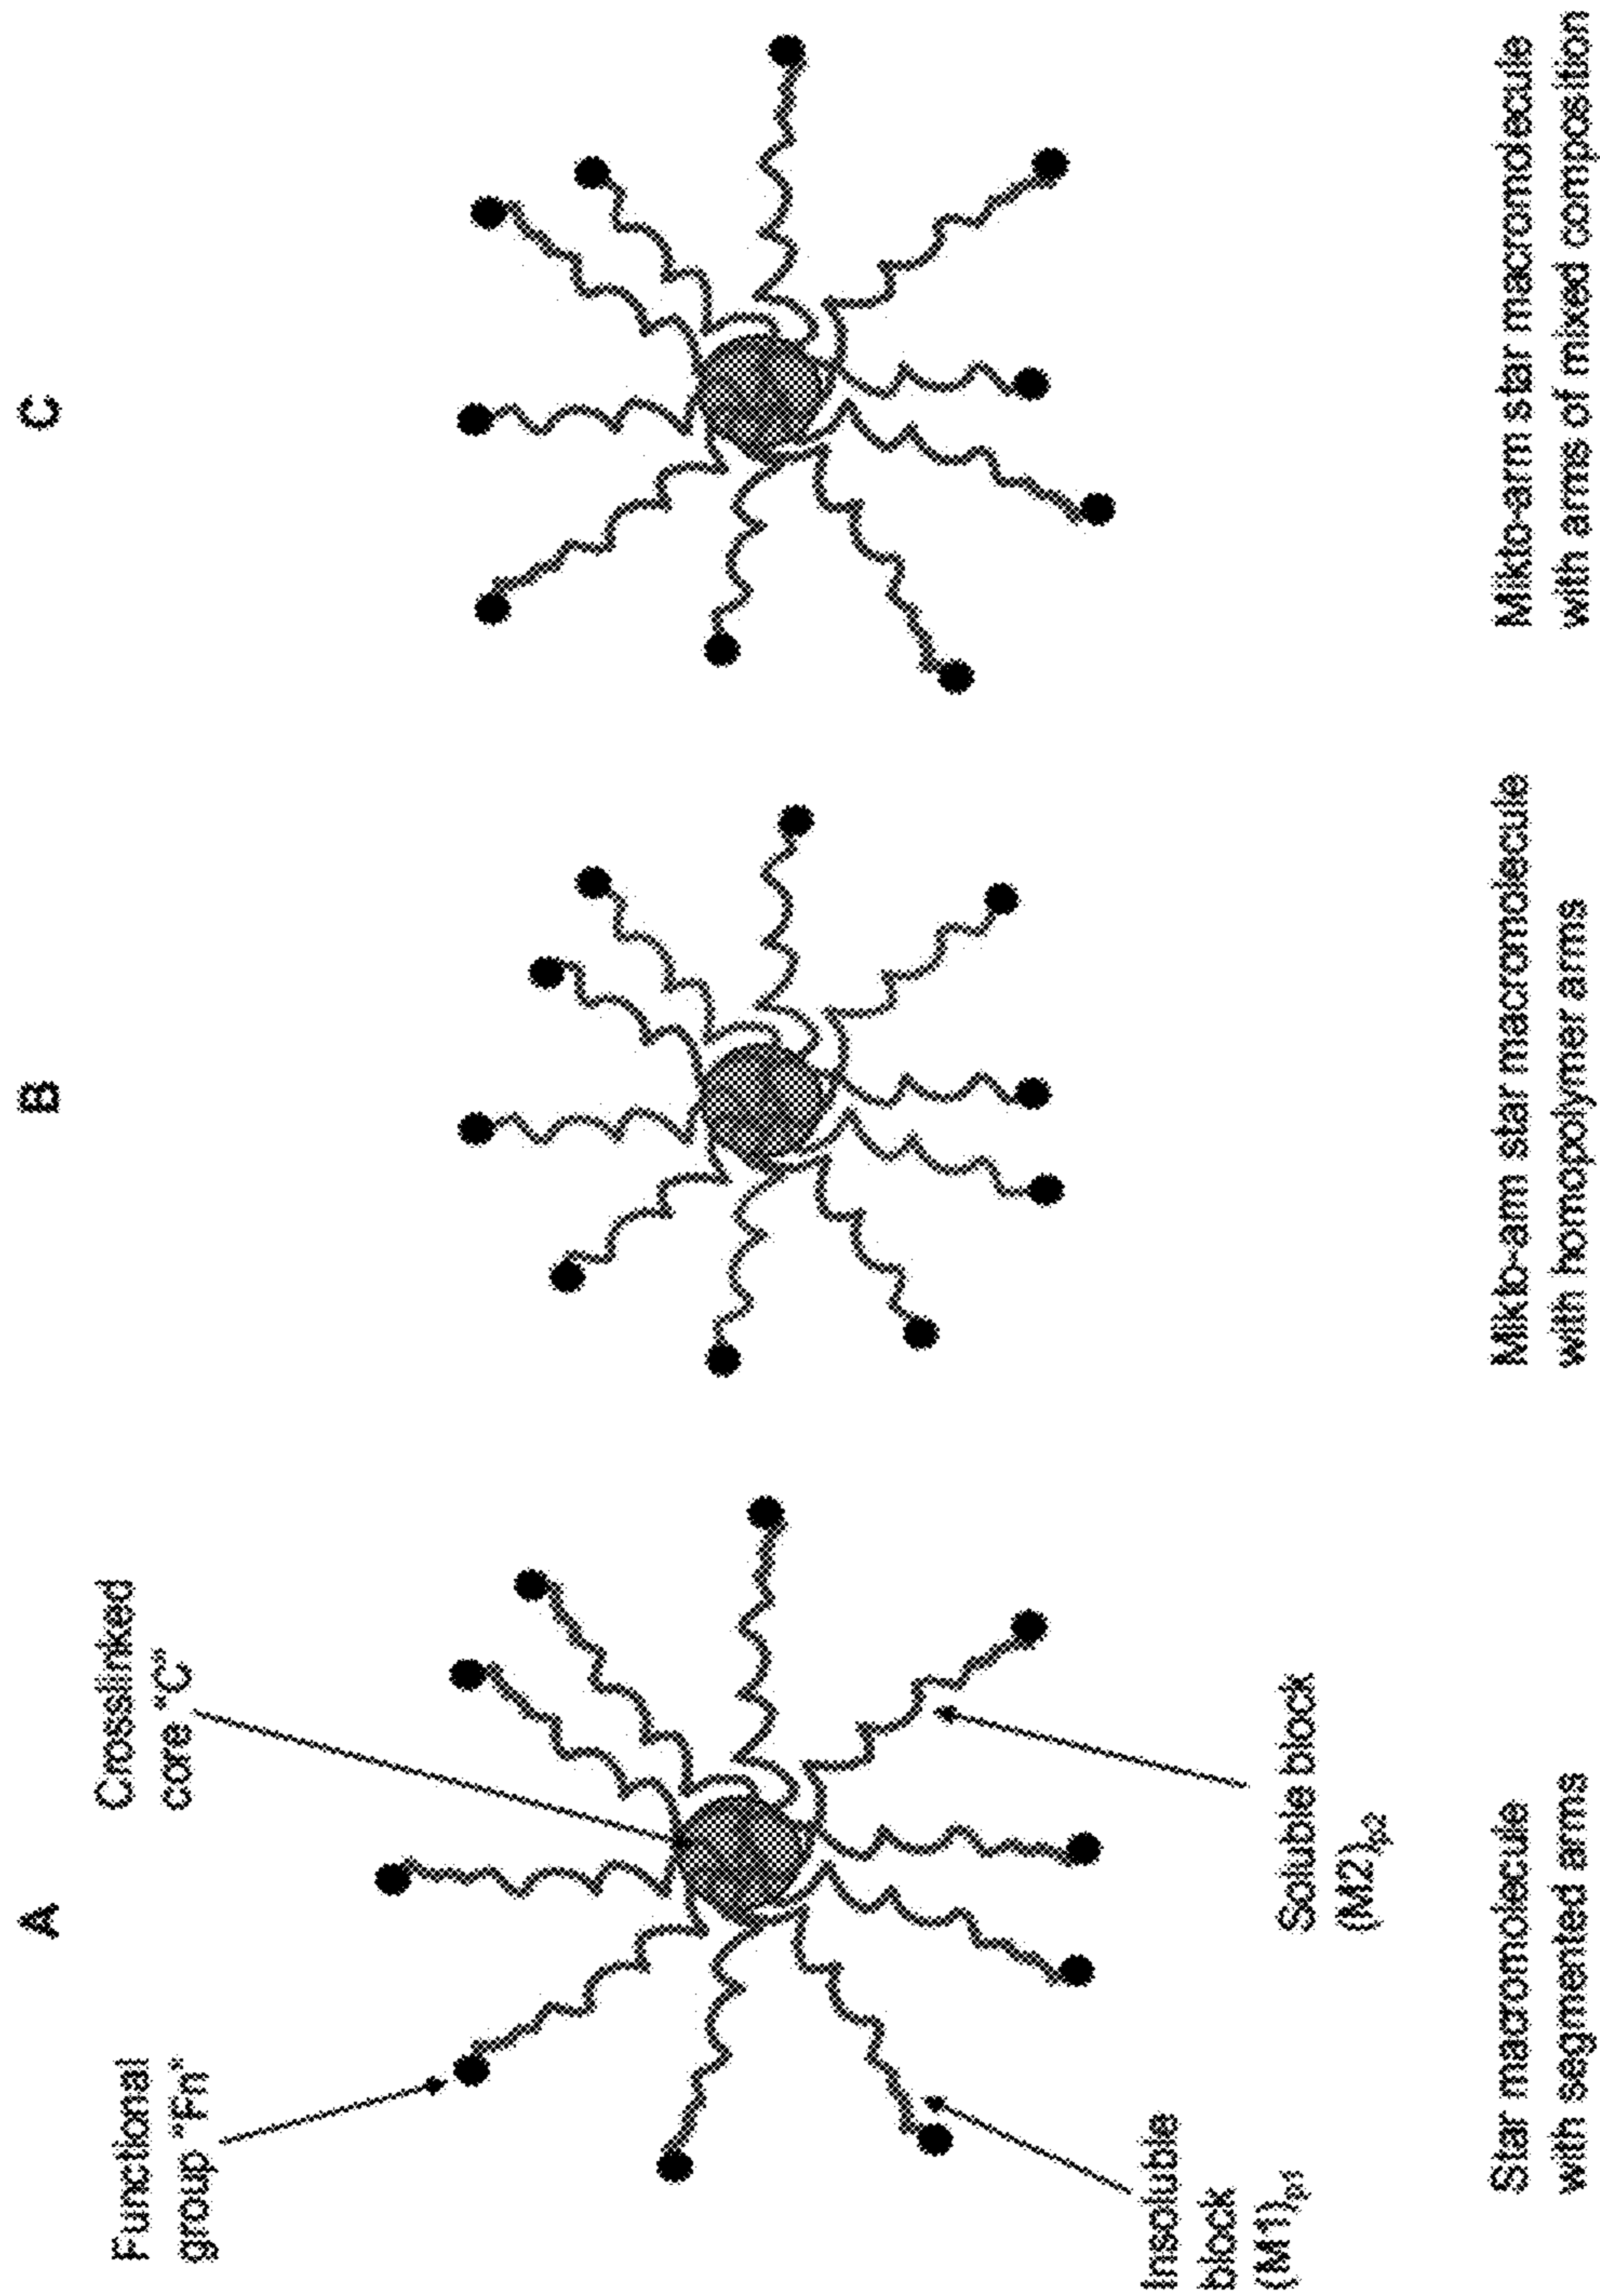 A
Functional
group “Fn”
Crosslinked
core “C”
Insoluble
block
(M1)p1
Soluble block
(M2)p2
Star macromolecule
with segmented arms
B
Mikto-arm star macromolecule
with homopolymer arms
C
Mikto-arm star macromolecule
with arms of mixed composition